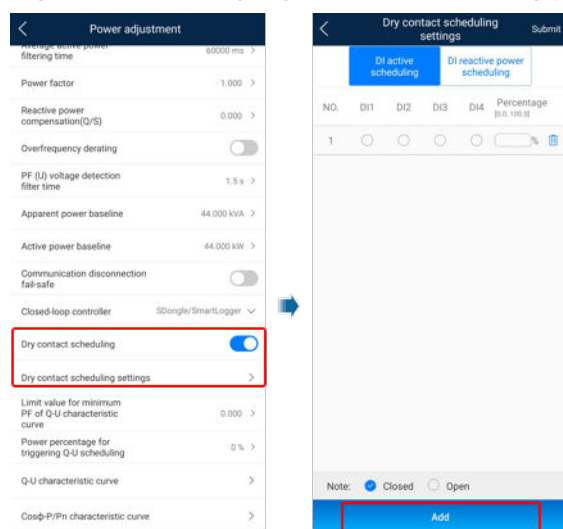 Power adjustment
Average active power
filtering time
60000 ms
Power factor
1.000
Reactive power
compensation(Q/S)
0.000
Overfrequency derating
PF (U) voltage detection
filter time
1.5 s
Apparent power baseline
44.000 kVA
Active power baseline
44.000 kW
Communication disconnection
fail-safe
Closed-loop controller
SDongle/SmartLogger
Dry contact scheduling
Dry contact scheduling settings
Limit value for minimum
PF of Q-U characteristic
curve
0.000
Power percentage for
triggering Q-U scheduling
0 %
Q-U characteristic curve
Cosф-P/Pn characteristic curve
Dry contact scheduling
settings
Submit
DI active
scheduling
DI reactive power
scheduling
NO. DI1 DI2 DI3 DI4 Percentage
[0.0, 100.0]
1 %
Note: Closed Open
Add